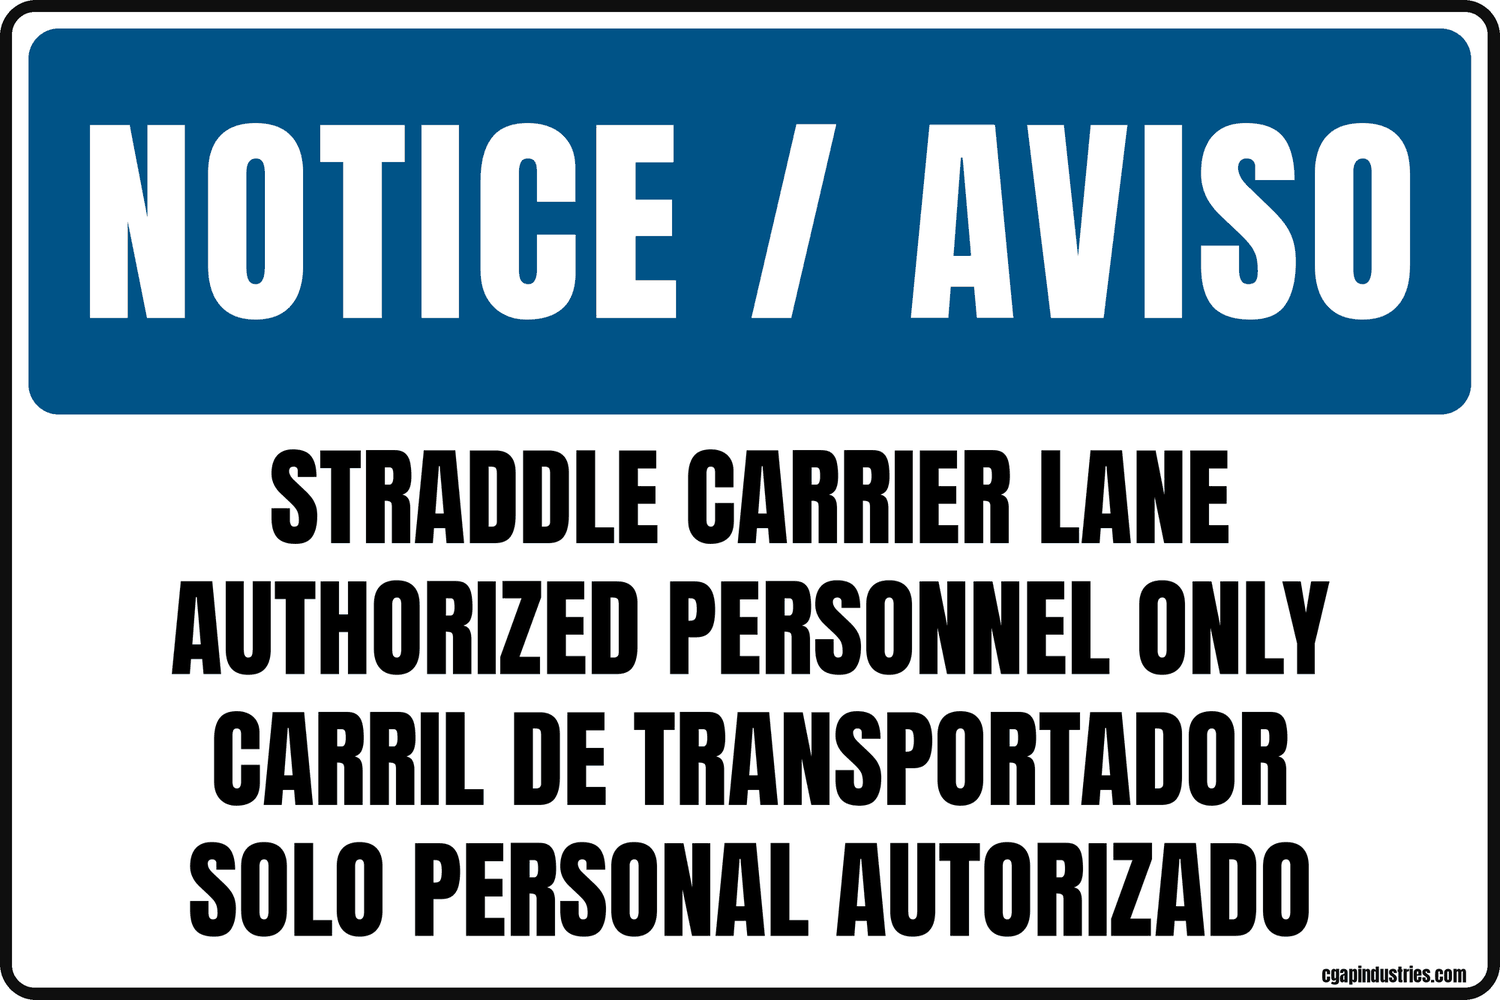 NOTICE / AVISO
STRADDLE CARRIER LANE
AUTHORIZED PERSONNEL ONLY
CARRIL DE TRANSPORTADOR
SOLO PERSONAL AUTORIZADO
cgapindustries.com